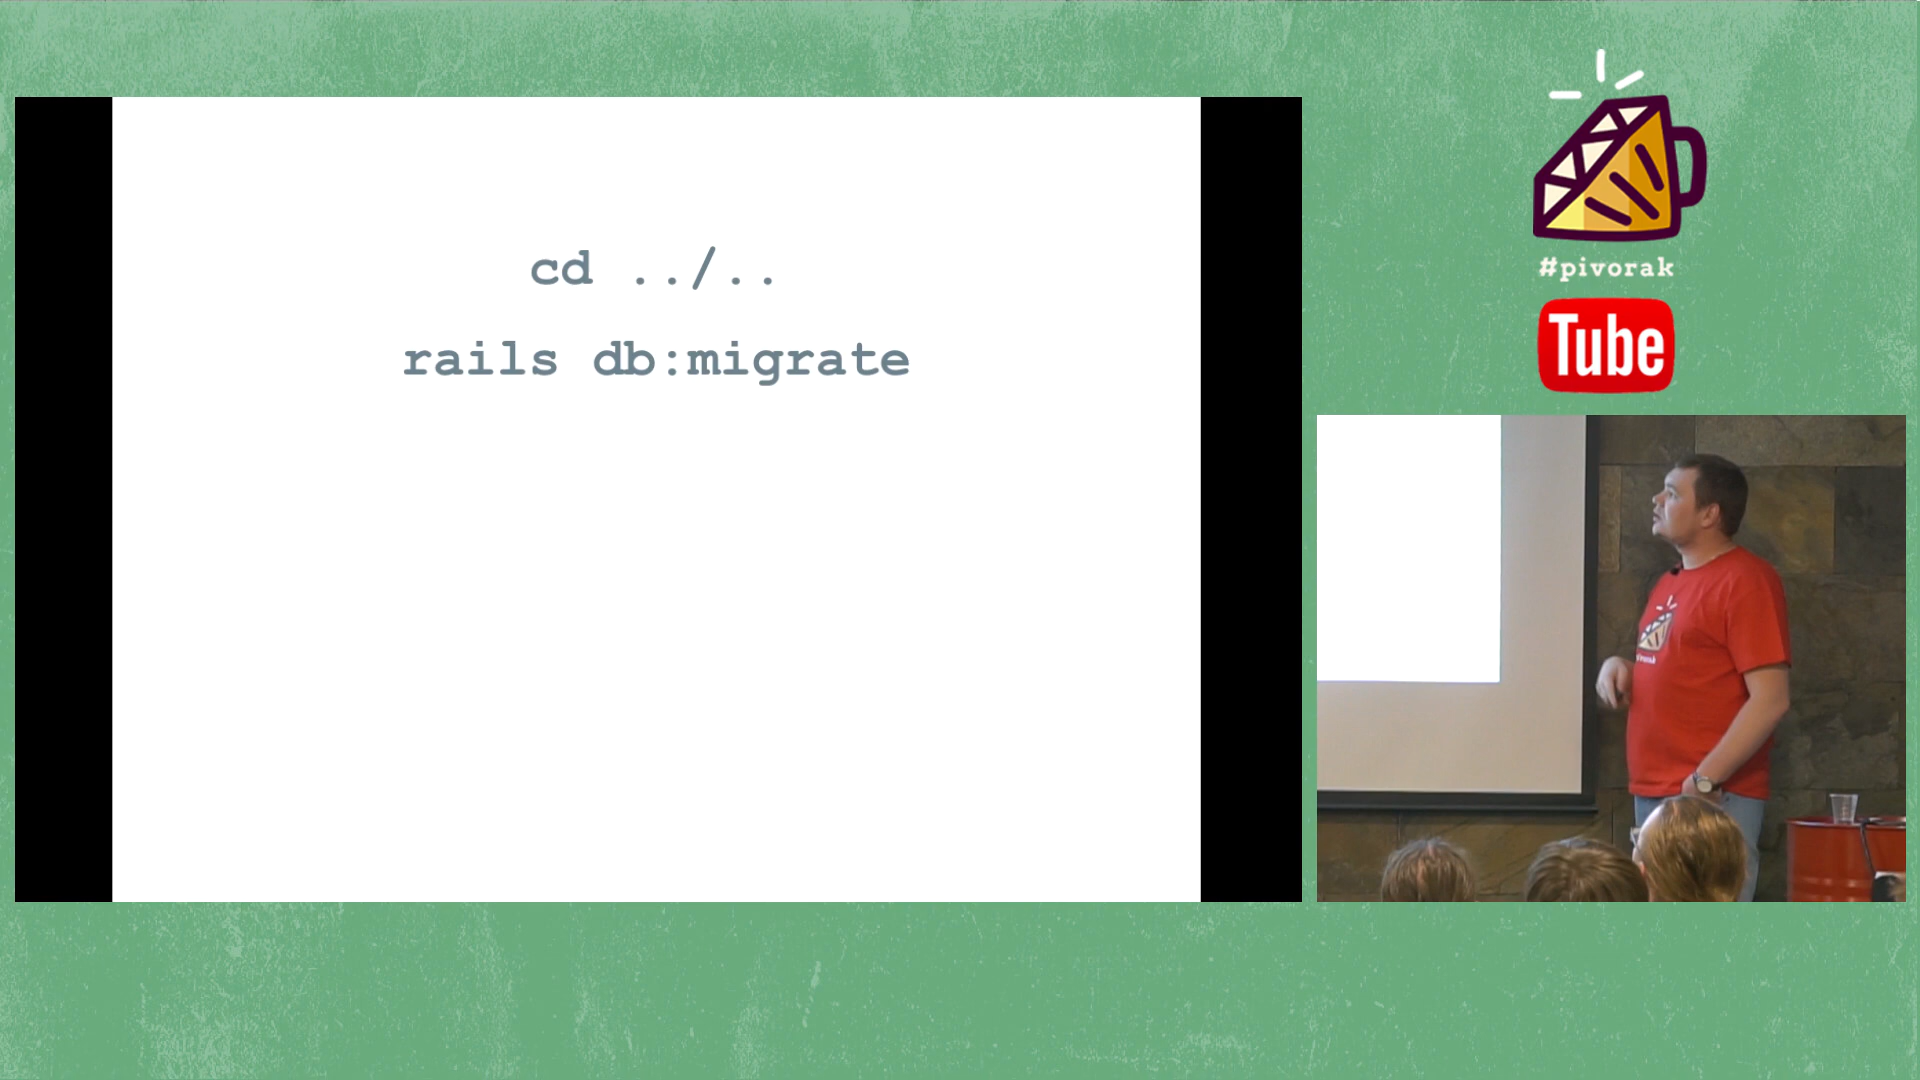 cd ../..
rails db:migrate
#pivorak
Tube